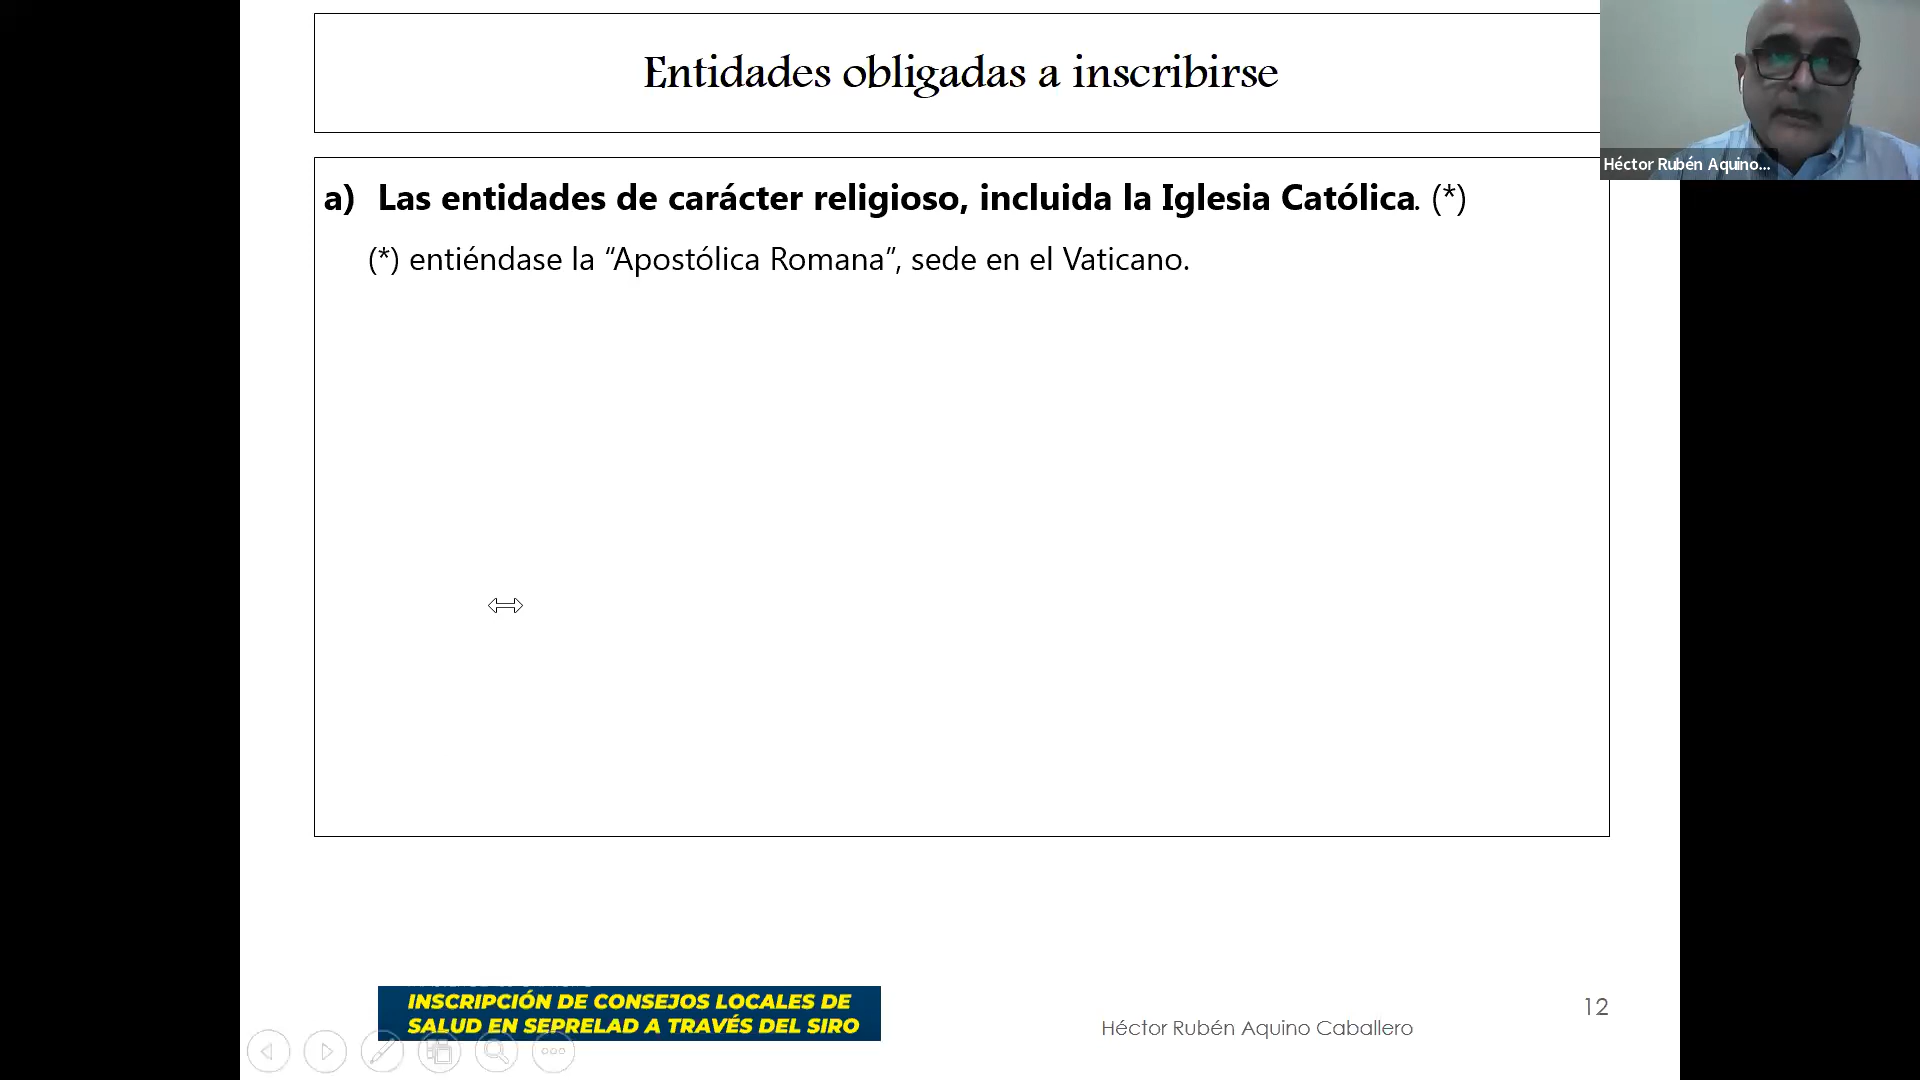 Entidades obligadas a inscribirse
Héctor Rubén Aquino...
a) Las entidades de carácter religioso, incluida la Iglesia Católica. (*)
(*) entiéndase la “Apostólica Romana”, sede en el Vaticano.
INSCRIPCIÓN DE CONSEJOS LOCALES DE
SALUD EN SEPRELAD A TRAVÉS DEL SIRO
Héctor Rubén Aquino Caballero
12